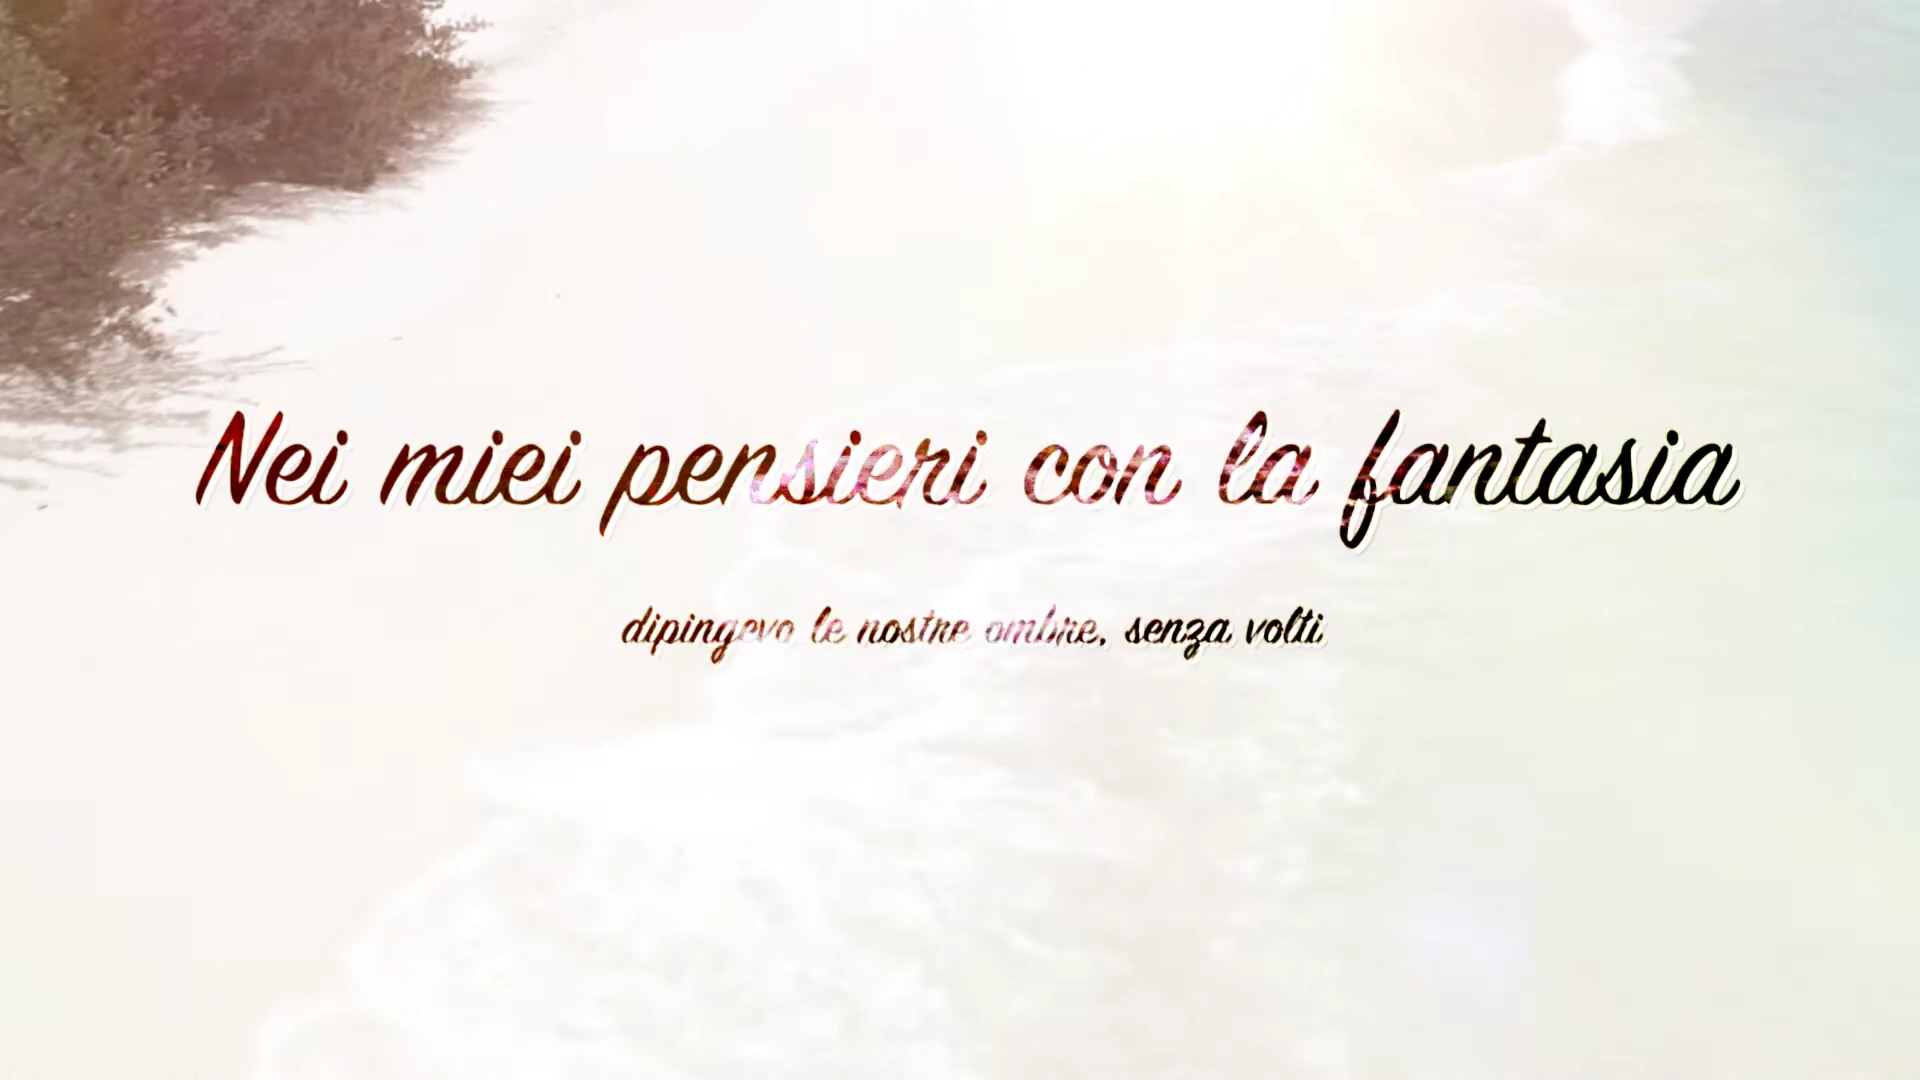 Nei miei pensieri con la fantasia
dipingevo le nostre ombre, senza volti